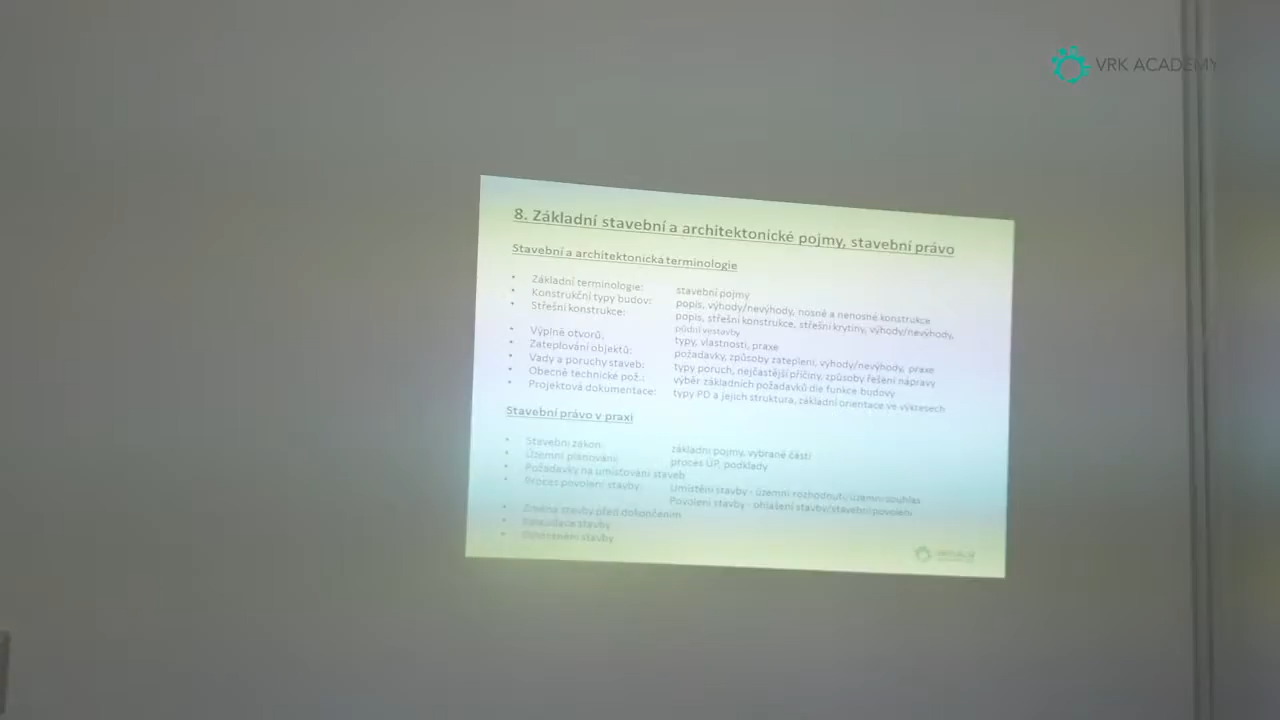 VRK ACADEMY
8. Základní stavební a architektonické pojmy, stavební právo
Stavební a architektonická terminologie
• Základní terminologie: stavební pojmy
• Konstrukční typy budov: popis, výhody/nevýhody, nosné a nenosné konstrukce
• Střešní konstrukce: popis, střešní konstrukce, střešní krytiny, výhody/nevýhody,
půdní vestavby
• Výplně otvorů, typy, vlastnosti, praxe
• Zateplování objektů: požadavky, způsoby zateplení, výhody/nevýhody, praxe
• Vady a poruchy staveb: typy poruch, nejčastější příčiny, způsoby řešení nápravy
• Obecné technické pož.: výběr základních požadavků dle funkce budovy
• Projektová dokumentace: typy PD a jejich struktura, základní orientace ve výkresech
Stavební právo v praxi
• Stavební zákon: základní pojmy, vybrané části
• Územní plánování: proces ÚP, podklady
• Požadavky na umisťování staveb
• Proces povolení stavby: Umístění stavby - územní rozhodnutí/územní souhlas
Povolení stavby - ohlášení stavby/stavební povolení
• Změna stavby před dokončením
• stavby
• stavby